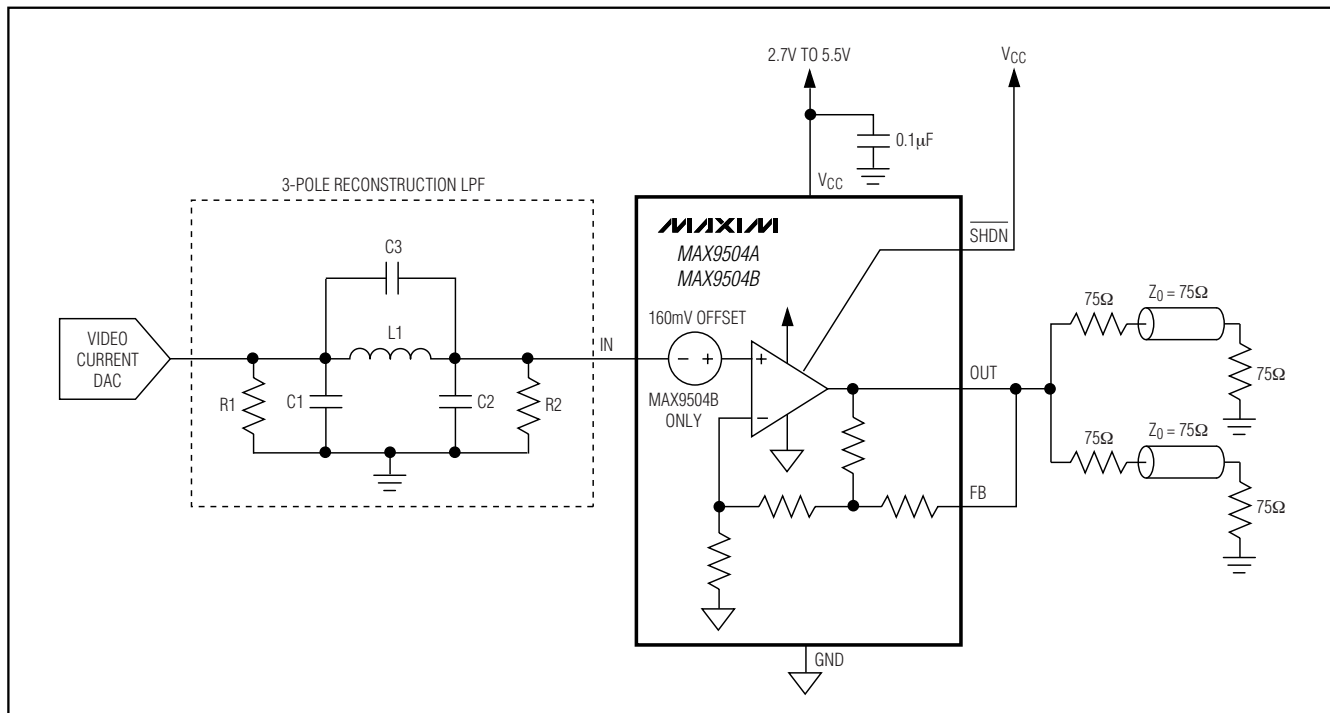 2.7V TO 5.5V
VCC
0.1μF
3-POLE RECONSTRUCTION LPF
VCC
MAXIM
SHDN
MAX9504A
MAX9504B
C3
75Ω
Z0 = 75Ω
160mV OFFSET
VIDEO
CURRENT
DAC
L1
IN
- +
+
OUT
75Ω
R1
C1
C2
R2
MAX9504B
ONLY
-
75Ω
Z0 = 75Ω
FB
75Ω
GND